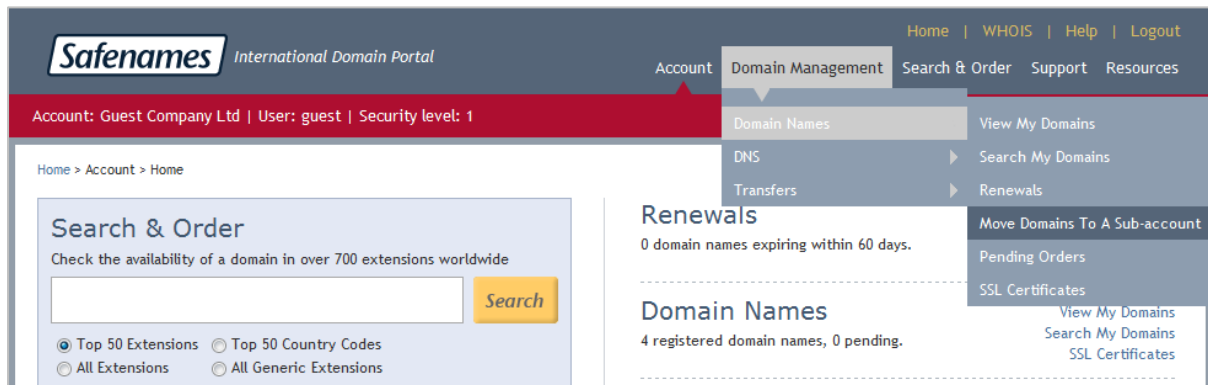 Home | WHOIS | Help | Logout
Safenames International Domain Portal
Account Domain Management Search & Order Support Resources
Account: Guest Company Ltd | User: guest | Security level: 1
Domain Names
DNS
Transfers
View My Domains
Search My Domains
Renewals
Move Domains To A Sub-account
Pending Orders
SSL Certificates
Home > Account > Home
Search & Order
Check the availability of a domain in over 700 extensions worldwide
Search
Top 50 Extensions Top 50 Country Codes
All Extensions All Generic Extensions
Renewals
0 domain names expiring within 60 days.
Domain Names
4 registered domain names, 0 pending.
View My Domains
Search My Domains
SSL Certificates